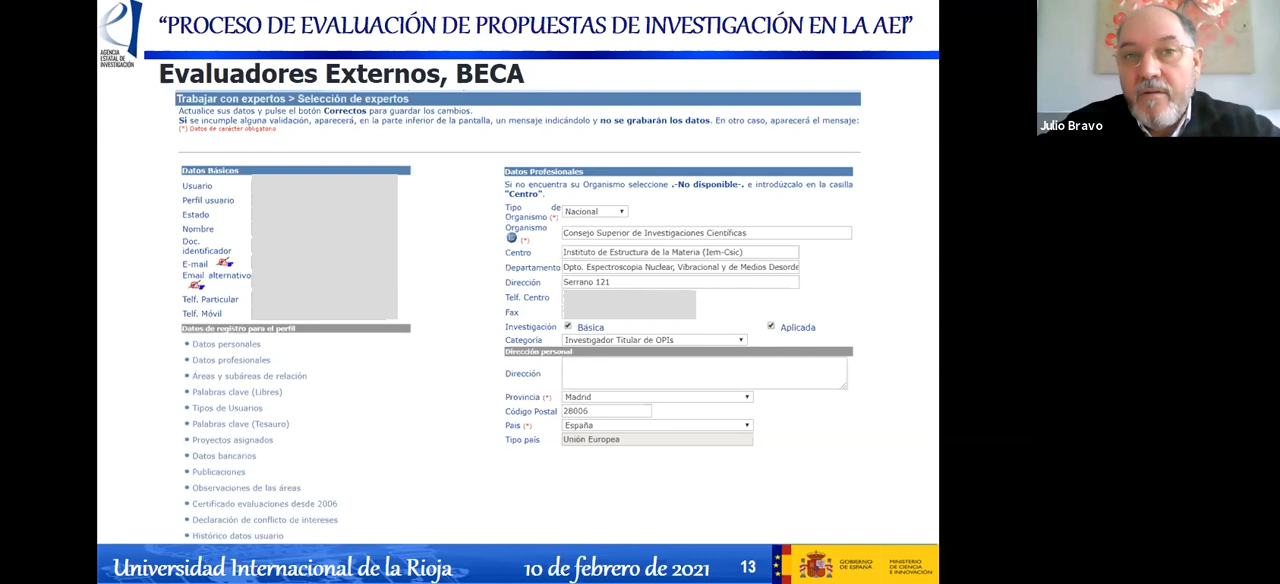 AGENCIA
ESTATAL DE
INVESTIGACIÓN
“PROCESO DE EVALUACIÓN DE PROPUESTAS DE INVESTIGACIÓN EN LA AEI”
Evaluadores Externos, BECA
Trabajar con expertos > Selección de expertos
Actualice sus datos y pulse el botón Correctos para guardar los cambios.
Si se incumple alguna validación, aparecerá, en la parte inferior de la pantalla, un mensaje indicándolo y no se grabarán los datos. En otro caso, aparecerá el mensaje:
(*) Datos de carácter obligatorio
Datos Básicos
Usuario
Perfil usuario
Estado
Nombre
Doc.
identificador
E-mail
Email alternativo
Telf. Particular
Telf. Móvil
Datos de registro para el perfil
Datos personales
Datos profesionales
Áreas y subáreas de relación
Palabras clave (Libres)
Tipos de Usuarios
Palabras clave (Tesauro)
Proyectos asignados
Datos bancarios
Publicaciones
Observaciones de las áreas
Certificado evaluaciones desde 2006
Declaración de conflicto de intereses
Histórico datos usuario
Datos Profesionales
Si no encuentra su Organismo seleccione .-No disponible-. e introdúzcalo en la casilla
"Centro".
Tipo de
Organismo (*) Nacional
Organismo
(*) Consejo Superior de Investigaciones Científicas
Centro Instituto de Estructura de la Materia (Iem-Csic)
Departamento Dpto. Espectroscopia Nuclear, Vibracional y de Medios Desorde
Dirección Serrano 121
Telf. Centro
Fax
Investigación Básica Aplicada
Categoría Investigador Titular de OPIs
Dirección personal
Dirección
Provincia (*) Madrid
Código Postal 28006
Pais (*) España
Tipo país Unión Europea
Universidad Internacional de la Rioja 10 de febrero de 2021 13
GOBIERNO
DE ESPAÑA
MINISTERIO
DE CIENCIA
E INNOVACIÓN
Julio Bravo